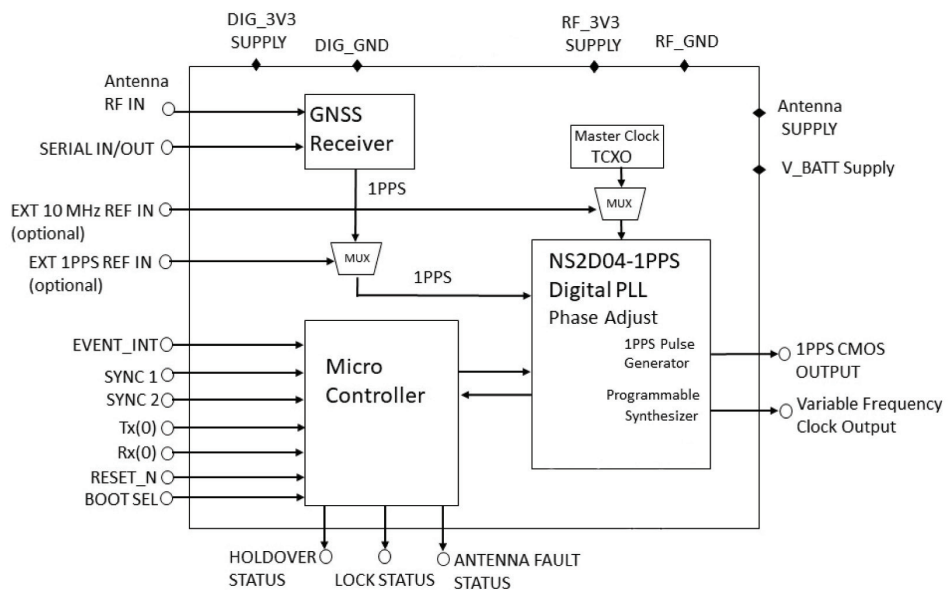 DIG_3V3
SUPPLY
DIG_GND
RF_3V3
SUPPLY
RF_GND
Antenna
RF IN
GNSS
Receiver
Antenna
SUPPLY
SERIAL IN/OUT
Master Clock
TCXO
V_BATT Supply
1PPS
MUX
EXT 10 MHz REF IN
(optional)
EXT 1PPS REF IN
(optional)
MUX
1PPS
NS2D04-1PPS
Digital PLL
Phase Adjust
1PPS Pulse
Generator
Programmable
Synthesizer
1PPS CMOS
OUTPUT
Variable Frequency
Clock Output
EVENT_INT
SYNC 1
SYNC 2
Tx(0)
Rx(0)
RESET_N
BOOT SEL
Micro
Controller
HOLDOVER
STATUS
LOCK STATUS
ANTENNA FAULT
STATUS